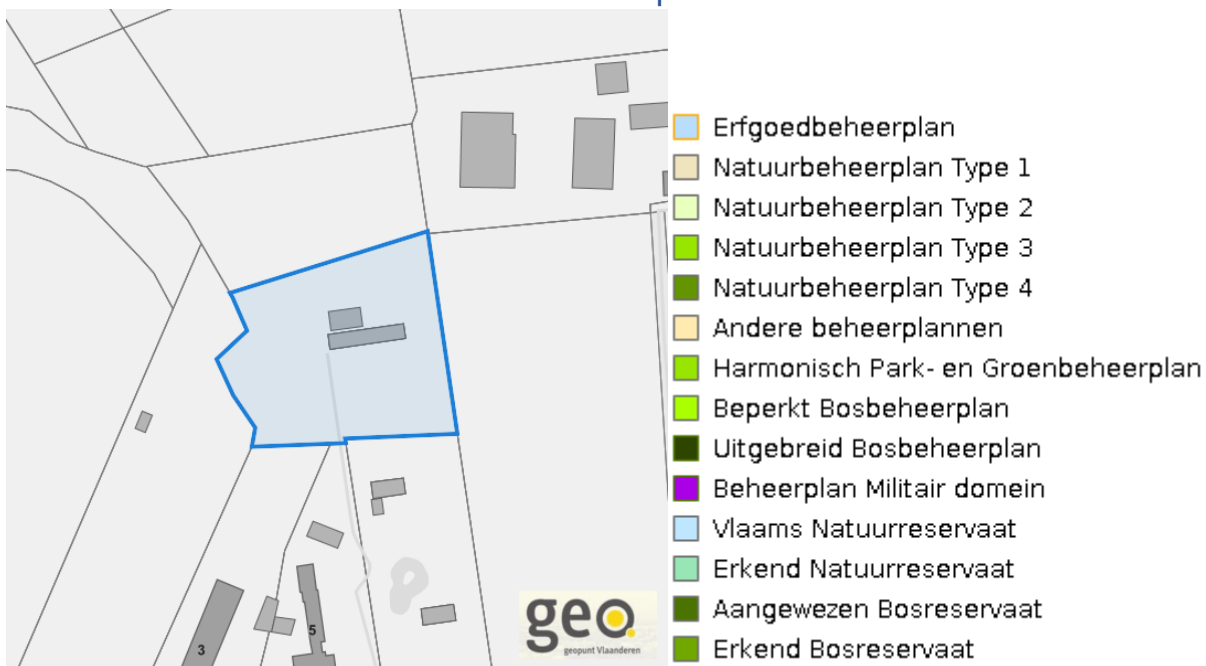 Erfgoedbeheerplan
Natuurbeheerplan Type 1
Natuurbeheerplan Type 2
Natuurbeheerplan Type 3
Natuurbeheerplan Type 4
Andere beheerplannen
Harmonisch Park- en Groenbeheerplan
Beperkt Bosbeheerplan
Uitgebreid Bosbeheerplan
Beheerplan Militair domein
Vlaams Natuurreservaat
Erkend Natuurreservaat
Aangewezen Bosreservaat
Erkend Bosreservaat
3
5
geo
geopunt Vlaanderen